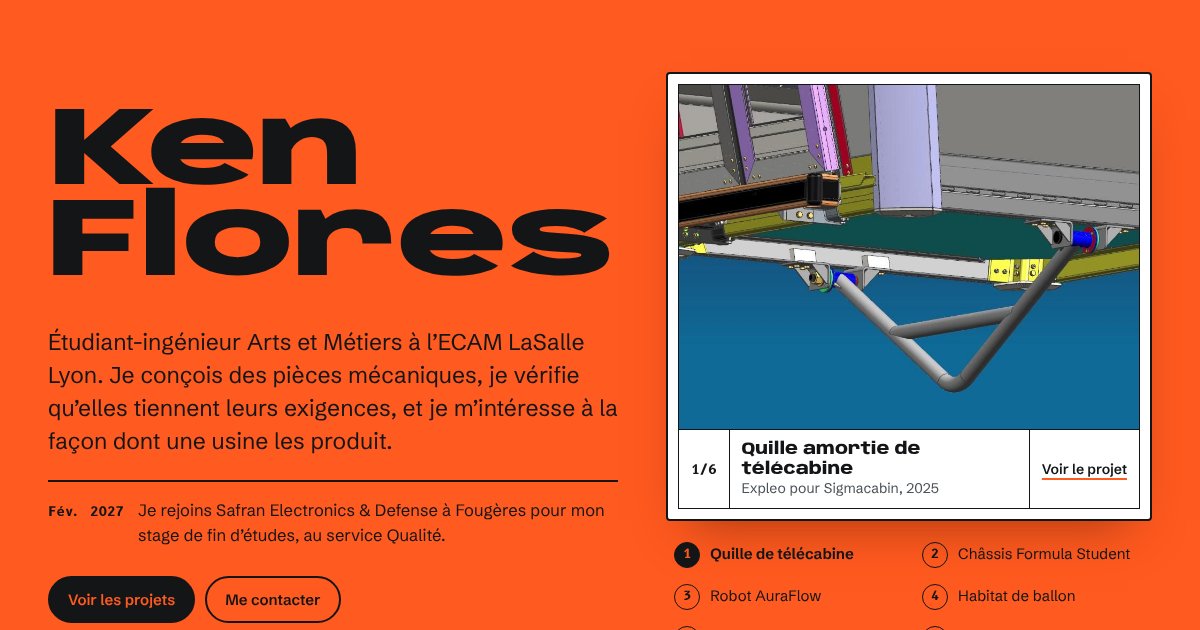 Ken
Flores
Étudiant-ingénieur Arts et Métiers à l’ECAM LaSalle
Lyon. Je conçois des pièces mécaniques, je vérifie
qu’elles tiennent leurs exigences, et je m’intéresse à la
façon dont une usine les produit.
Fév. 2027 Je rejoins Safran Electronics & Defense à Fougères pour mon
stage de fin d’études, au service Qualité.
Voir les projets
Me contacter
1/6
Quille amortie de
télécabine
Expleo pour Sigmacabin, 2025
Voir le projet
1 Quille de télécabine
2 Châssis Formula Student
3 Robot AuraFlow
4 Habitat de ballon